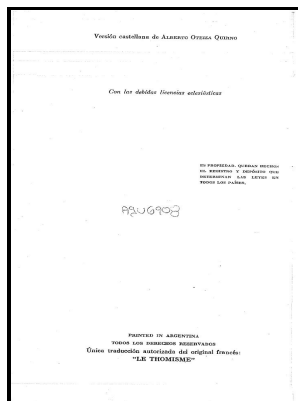 Versión castellana de ALBERTO OTEIZA QUIRNO
Con las debidas licencias eclesiásticas
ES PROPIEDAD. QUEDAN HECHOS
EL REGISTRO Y DEPÓSITO QUE
DETERMINAN LAS LEYES EN
TODOS LOS PAÍSES.
PRINTED IN ARGENTINA
TODOS LOS DERECHOS RESERVADOS
Única traducción autorizada del original francés:
"LE THOMISME"